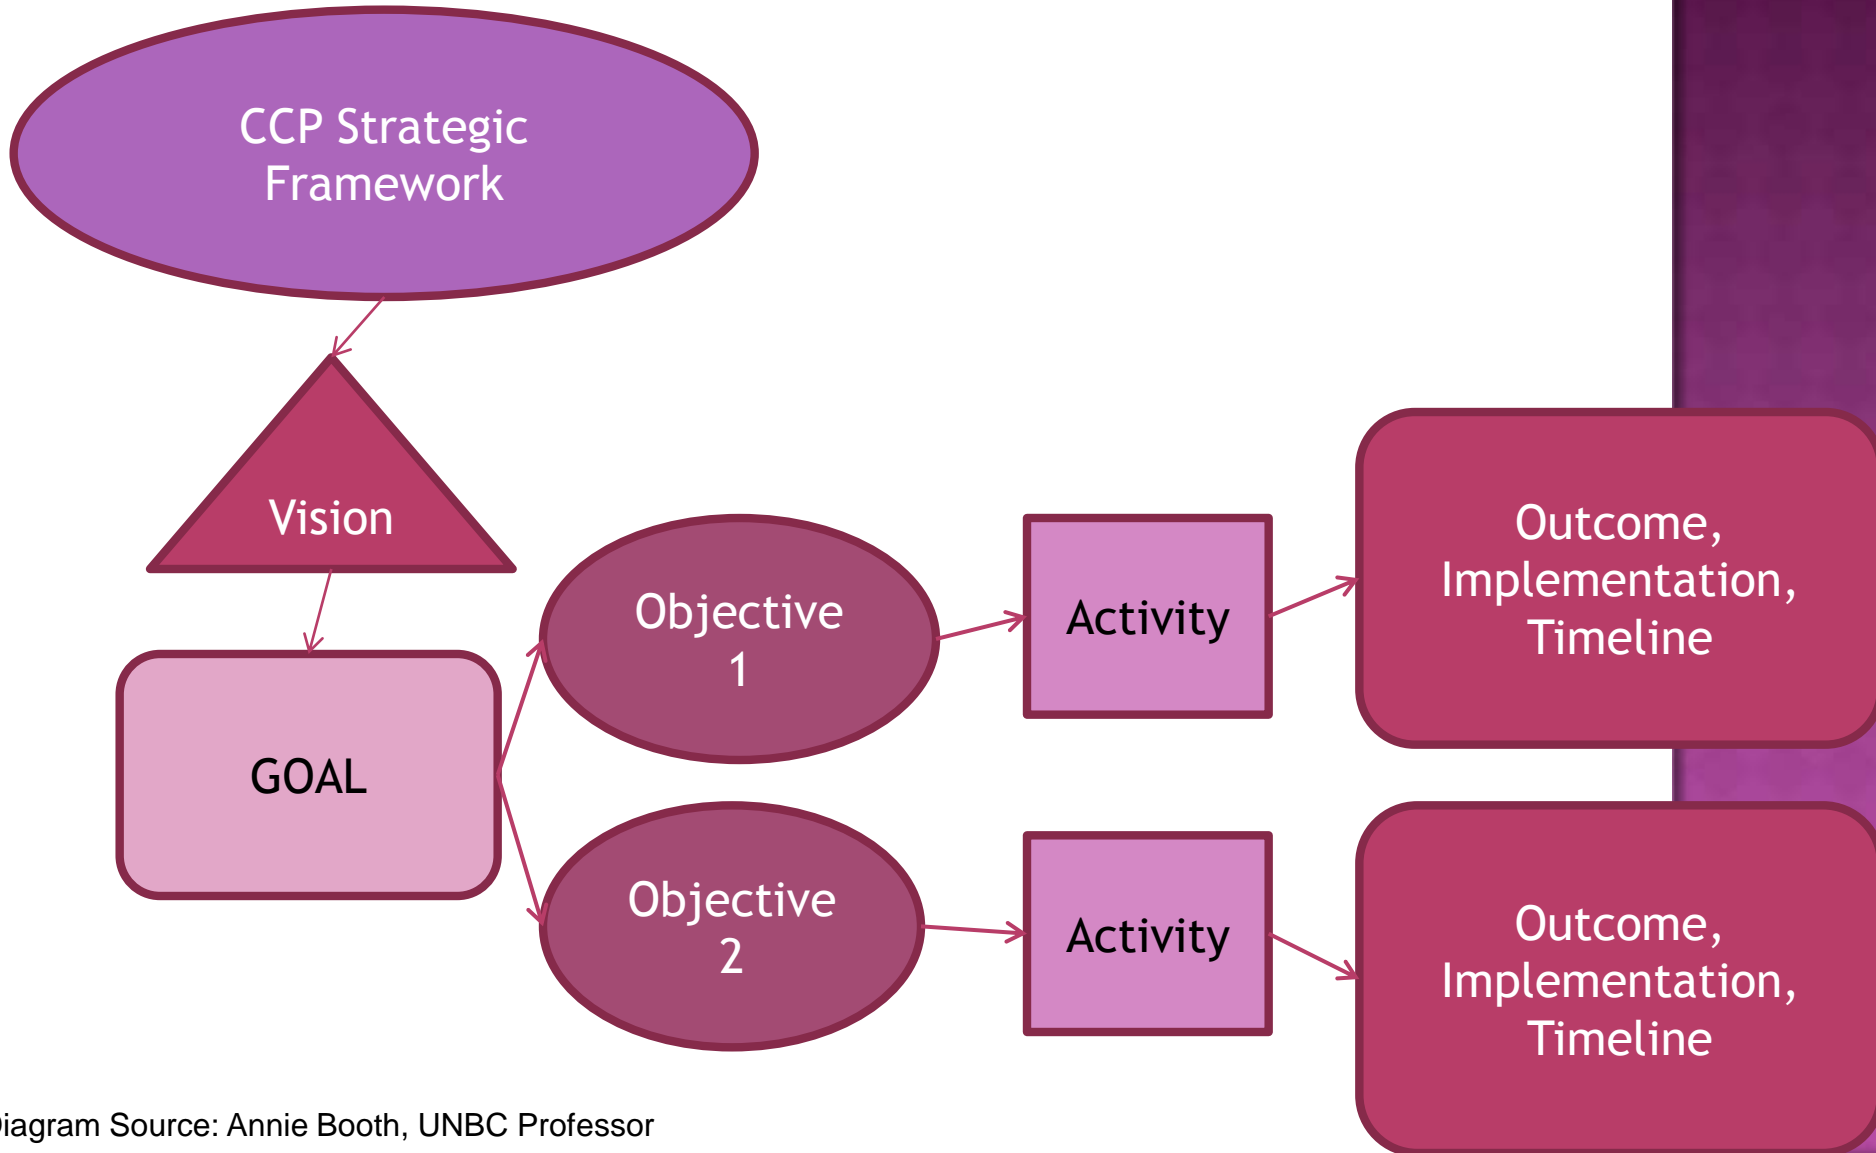 CCP Strategic
Framework
Vision
GOAL
Objective
1
Activity
Outcome,
Implementation,
Timeline
Objective
2
Activity
Outcome,
Implementation,
Timeline
Diagram Source: Annie Booth, UNBC Professor